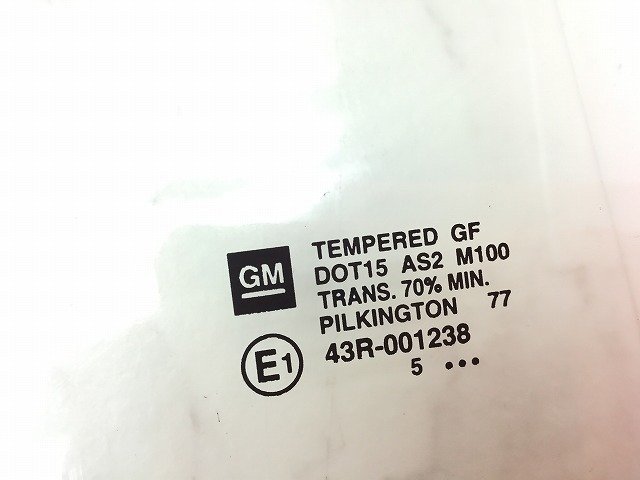 GM
TEMPERED GF
DOT15 AS2 M100
TRANS. 70% MIN.
PILKINGTON 77
E1
43R-001238
5 •••